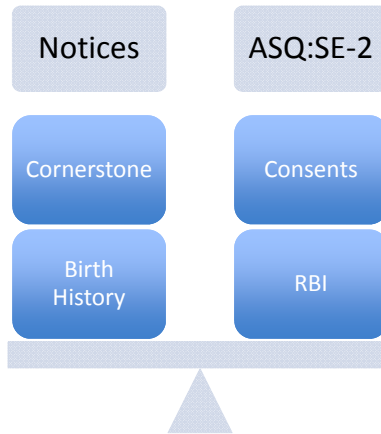 Notices
ASQ:SE-2
Cornerstone
Consents
Birth
History
RBI